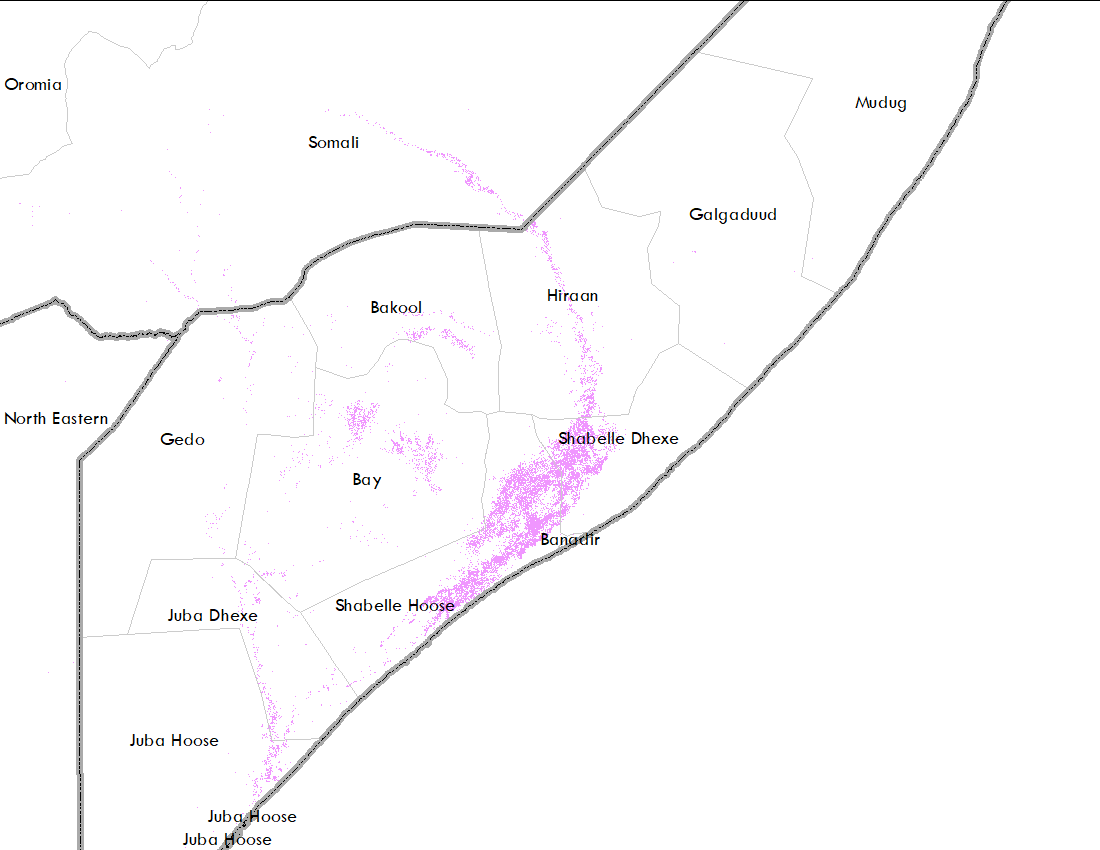 Oromia
Mudug
Somali
Galgaduud
Hiraan
Bakool
North Eastern
Gedo
Shabelle Dhexe
Bay
Banadir
Shabelle Hoose
Juba Dhexe
Juba Hoose
Juba Hoose
Juba Hoose